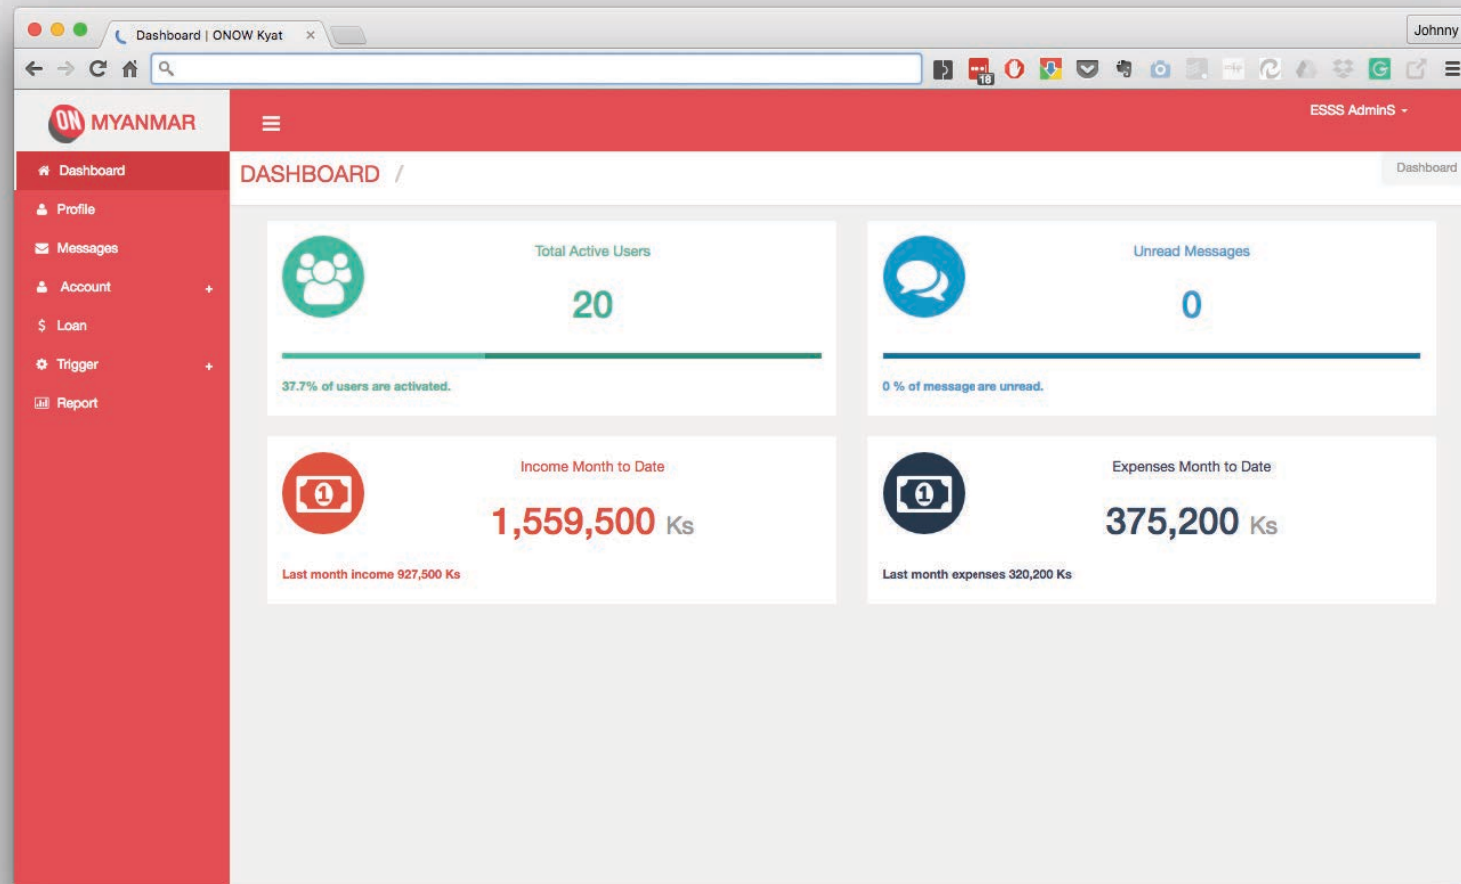 Dashboard | ONOW Kyat
Johnny
18
ON MYANMAR
ESSS AdminS
Dashboard
DASHBOARD /
Dashboard
Profile
Messages
Account +
$ Loan
Trigger +
Report
Total Active Users
20
37.7% of users are activated.
Unread Messages
0
0 % of message are unread.
1
Income Month to Date
1,559,500 Ks
Last month income 927,500 Ks
1
Expenses Month to Date
375,200 Ks
Last month expenses 320,200 Ks